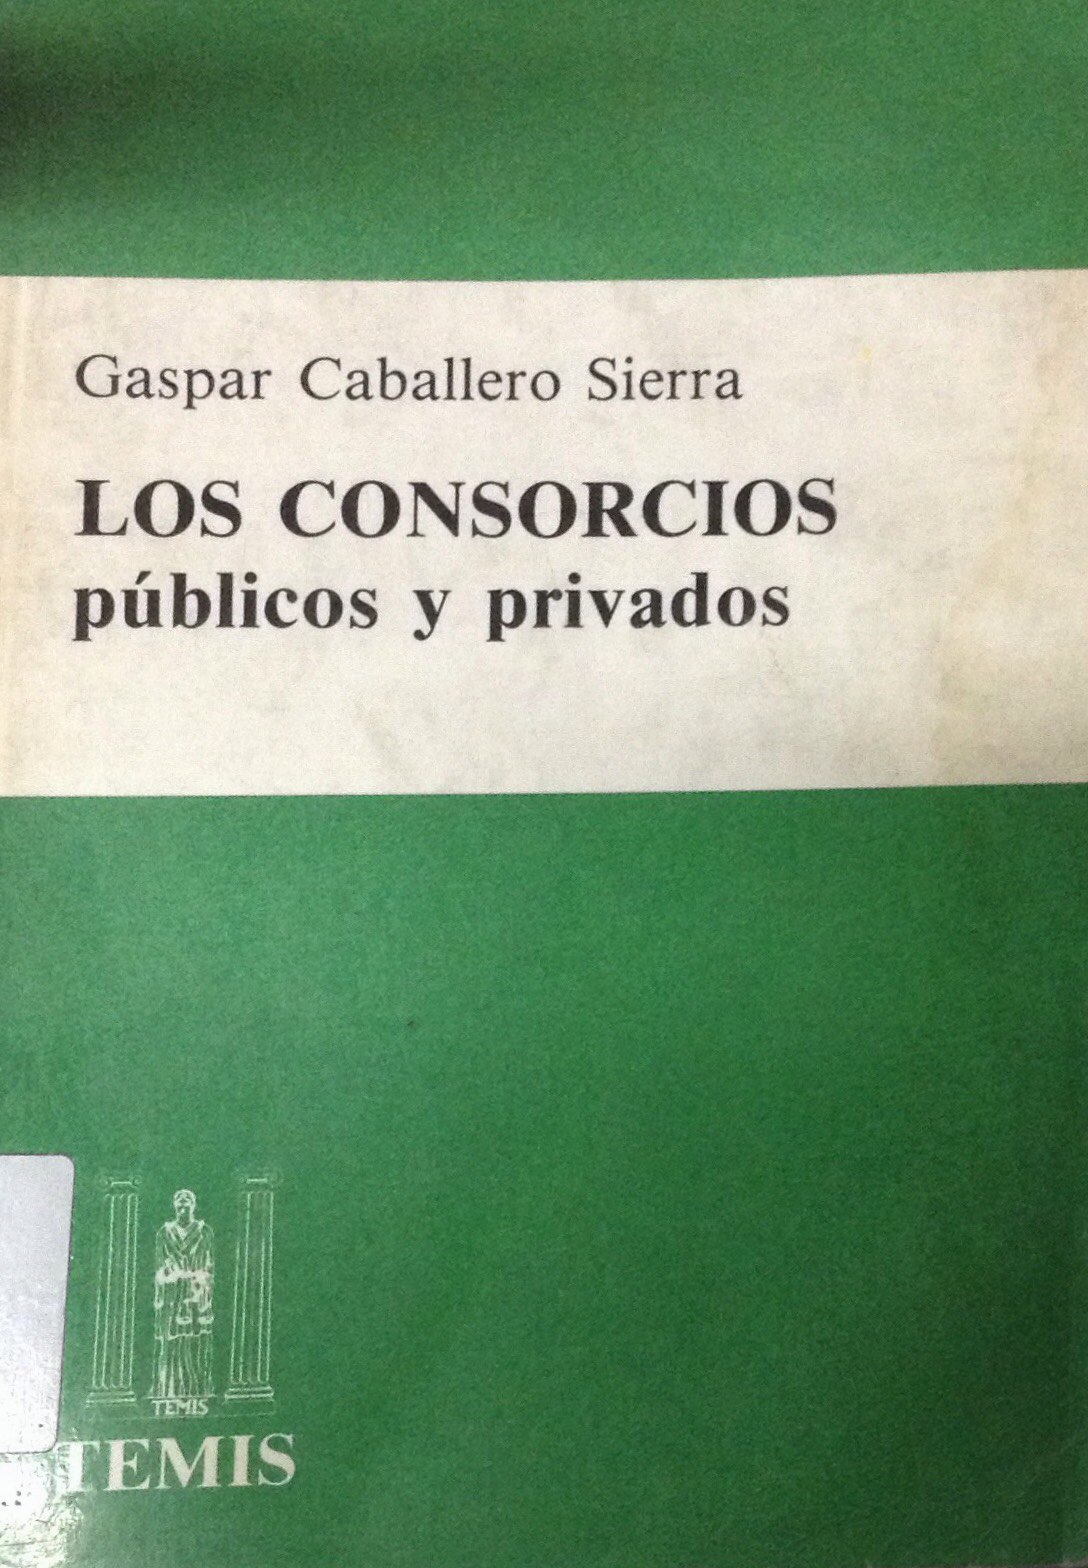 Gaspar Caballero Sierra
LOS CONSORCIOS
públicos y privados
TEMIS
TEMIS